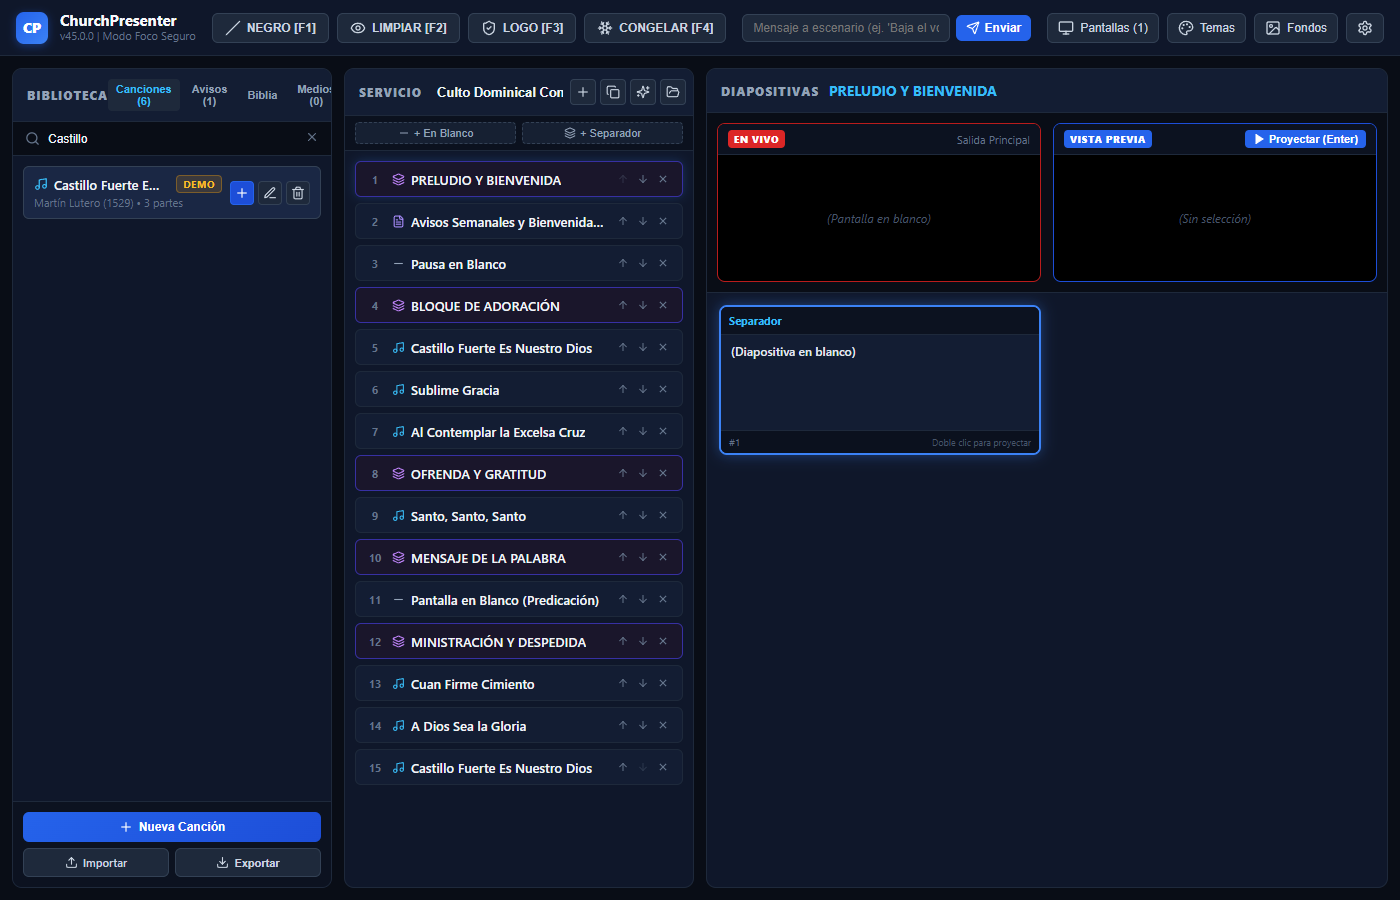 CP
ChurchPresenter
v45.0.0 | Modo Foco Seguro
NEGRO [F1]
LIMPIAR [F2]
LOGO [F3]
CONGELAR [F4]
Mensaje a escenario (ej. 'Baja el vo
Enviar
Pantallas (1)
Temas
Fondos
BIBLIOTECA
Canciones (6)
Avisos (1)
Biblia
Medios (0)
Castillo
Castillo Fuerte E...
DEMO
Martín Lutero (1529) • 3 partes
Nueva Canción
Importar
Exportar
SERVICIO
Culto Dominical Con
+ En Blanco
+ Separador
1 PRELUDIO Y BIENVENIDA
2 Avisos Semanales y Bienvenida...
3 Pausa en Blanco
4 BLOQUE DE ADORACIÓN
5 Castillo Fuerte Es Nuestro Dios
6 Sublime Gracia
7 Al Contemplar la Excelsa Cruz
8 OFRENDA Y GRATITUD
9 Santo, Santo, Santo
10 MENSAJE DE LA PALABRA
11 Pantalla en Blanco (Predicación)
12 MINISTRACIÓN Y DESPEDIDA
13 Cuan Firme Cimiento
14 A Dios Sea la Gloria
15 Castillo Fuerte Es Nuestro Dios
DIAPOSITIVAS PRELUDIO Y BIENVENIDA
EN VIVO
Salida Principal
(Pantalla en blanco)
VISTA PREVIA
Proyectar (Enter)
(Sin selección)
Separador
(Diapositiva en blanco)
#1
Doble clic para proyectar